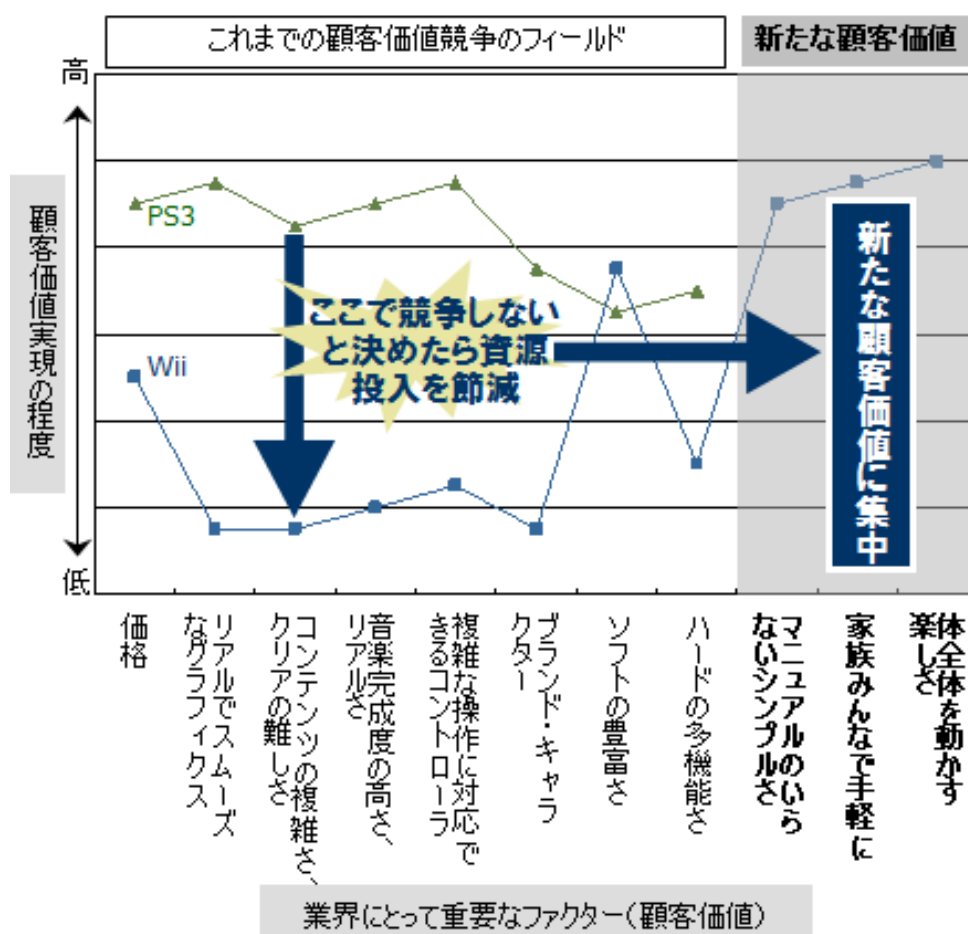 これまでの顧客価値競争のフィールド
新たな顧客価値
高
顧客価値実現の程度
低
PS3
Wii
ここで競争しない
と決めたら資源
投入を節減
新たな顧客価値に集中
価格
リアルでスムーズ
なグラフィクス
コンテンツの複雑さ、
クリアの難しさ
音楽完成度の高さ、
リアルさ
複雑な操作に対応で
きるコントローラ
ブランド・キャラ
クター
ソフトの豊富さ
ハードの多機能さ
マニュアルのいら
ないシンプルさ
家族みんなで手軽に
体全体を動かす
楽しさ
業界にとって重要なファクター(顧客価値)